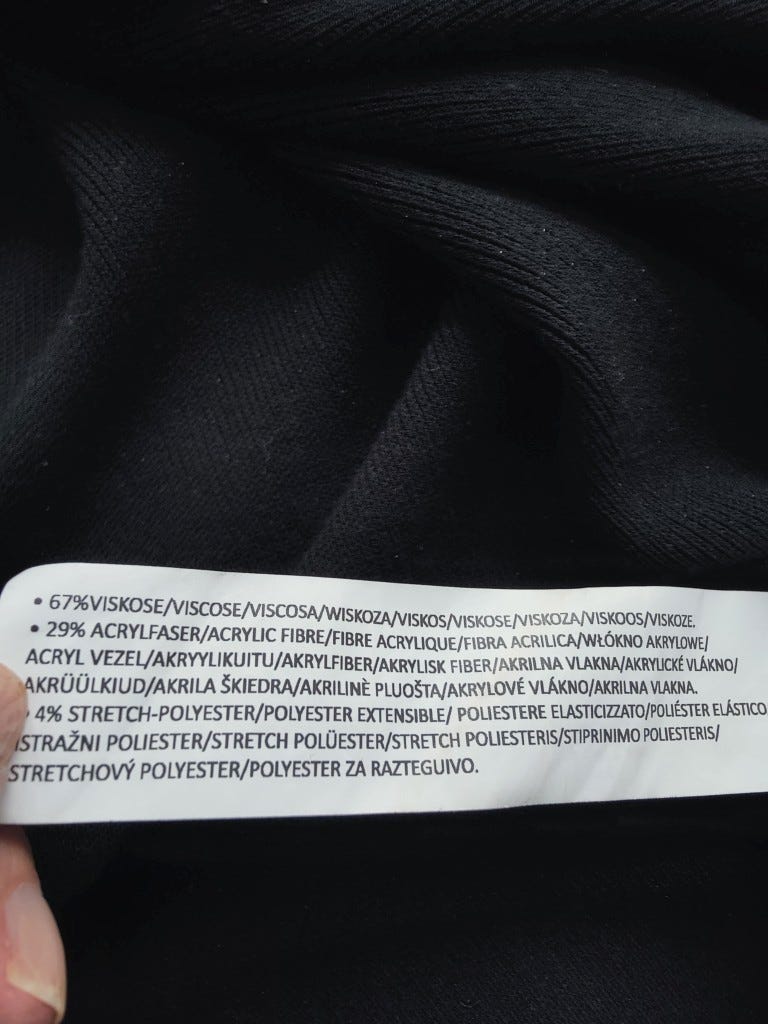 • 67%VISKOSE/VISCOSE/VISCOSA/WISKOZA/VISKOS/VISKOSE/VISKOZA/VISKOOS/VISKOZE.
• 29% ACRYLFASER/ACRYLIC FIBRE/FIBRE ACRYLIQUE/FIBRA ACRILICA/WŁÓKNO AKRYLOWE/
ACRYL VEZEL/AKRYYLIKUITU/AKRYLFIBER/AKRYLISK FIBER/AKRILNA VLAKNA/AKRYLICKÉ VLÁKNO/
AKRÜÜLKIUD/AKRILA ŠKIEDRA/AKRILINÈ PLUOŠTA/AKRYLOVÉ VLÁKNO/AKRILNA VLAKNA.
• 4% STRETCH-POLYESTER/POLYESTER EXTENSIBLE/ POLIESTERE ELASTICIZZATO/POLIÉSTER ELÁSTICO
ISTRAŽNI POLIESTER/STRETCH POLÜESTER/STRETCH POLIESTERIS/STIPRINIMO POLIESTERIS/
STRETCHOVÝ POLYESTER/POLYESTER ZA RAZTEGUIVO.